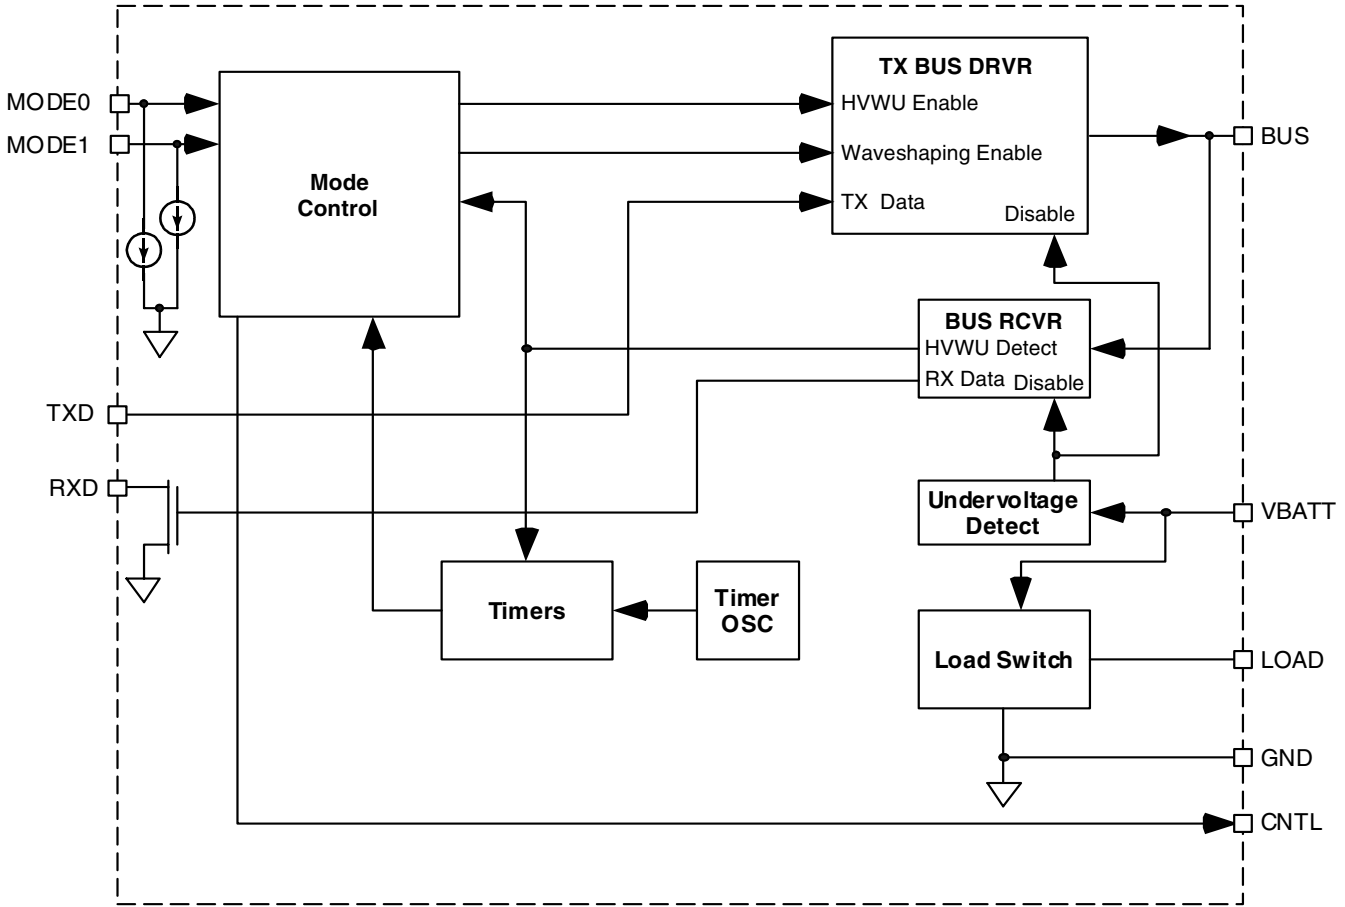 MODE0
MODE1
Mode
Control
TX BUS DRVR
HVWU Enable
Waveshaping Enable
TX Data
Disable
BUS
BUS RCVR
HVWU Detect
RX Data
Disable
TXD
RXD
Undervoltage
Detect
VBATT
Timers
Timer
OSC
Load Switch
LOAD
GND
CNTL